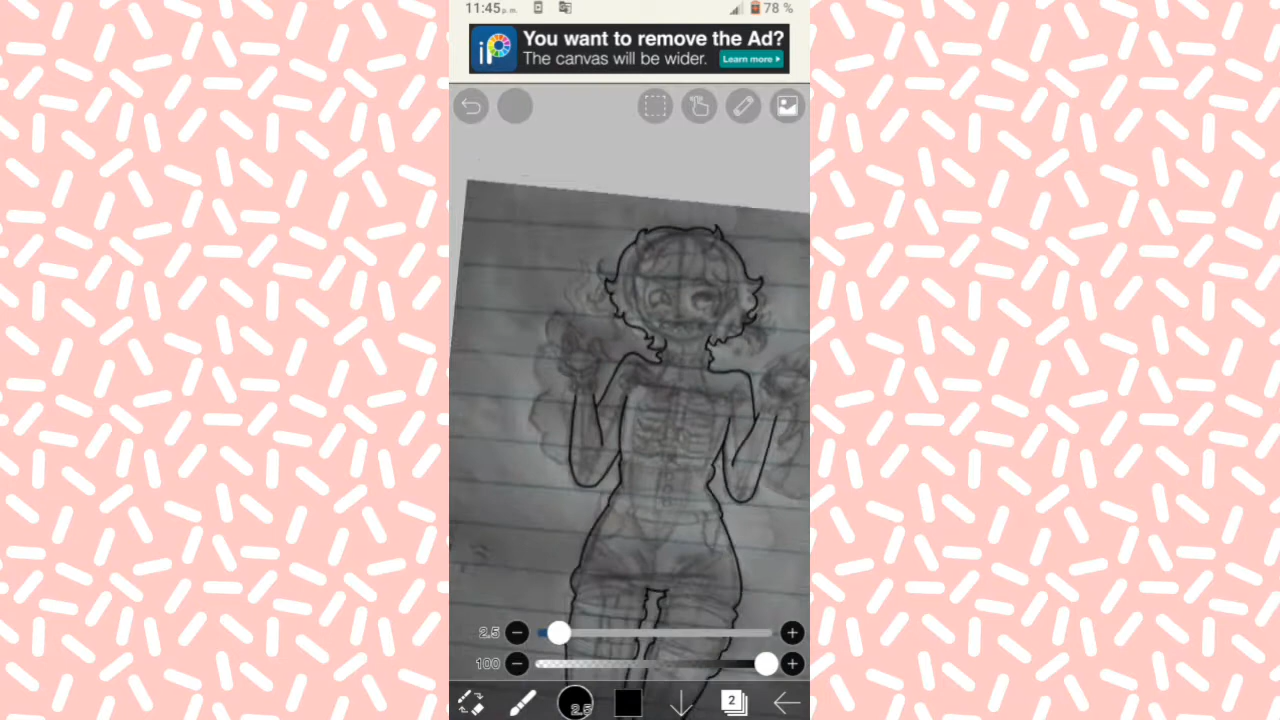 11:45 p. m.
78 %
iP
You want to remove the Ad?
The canvas will be wider.
Learn more
2.5
100
2.5
2